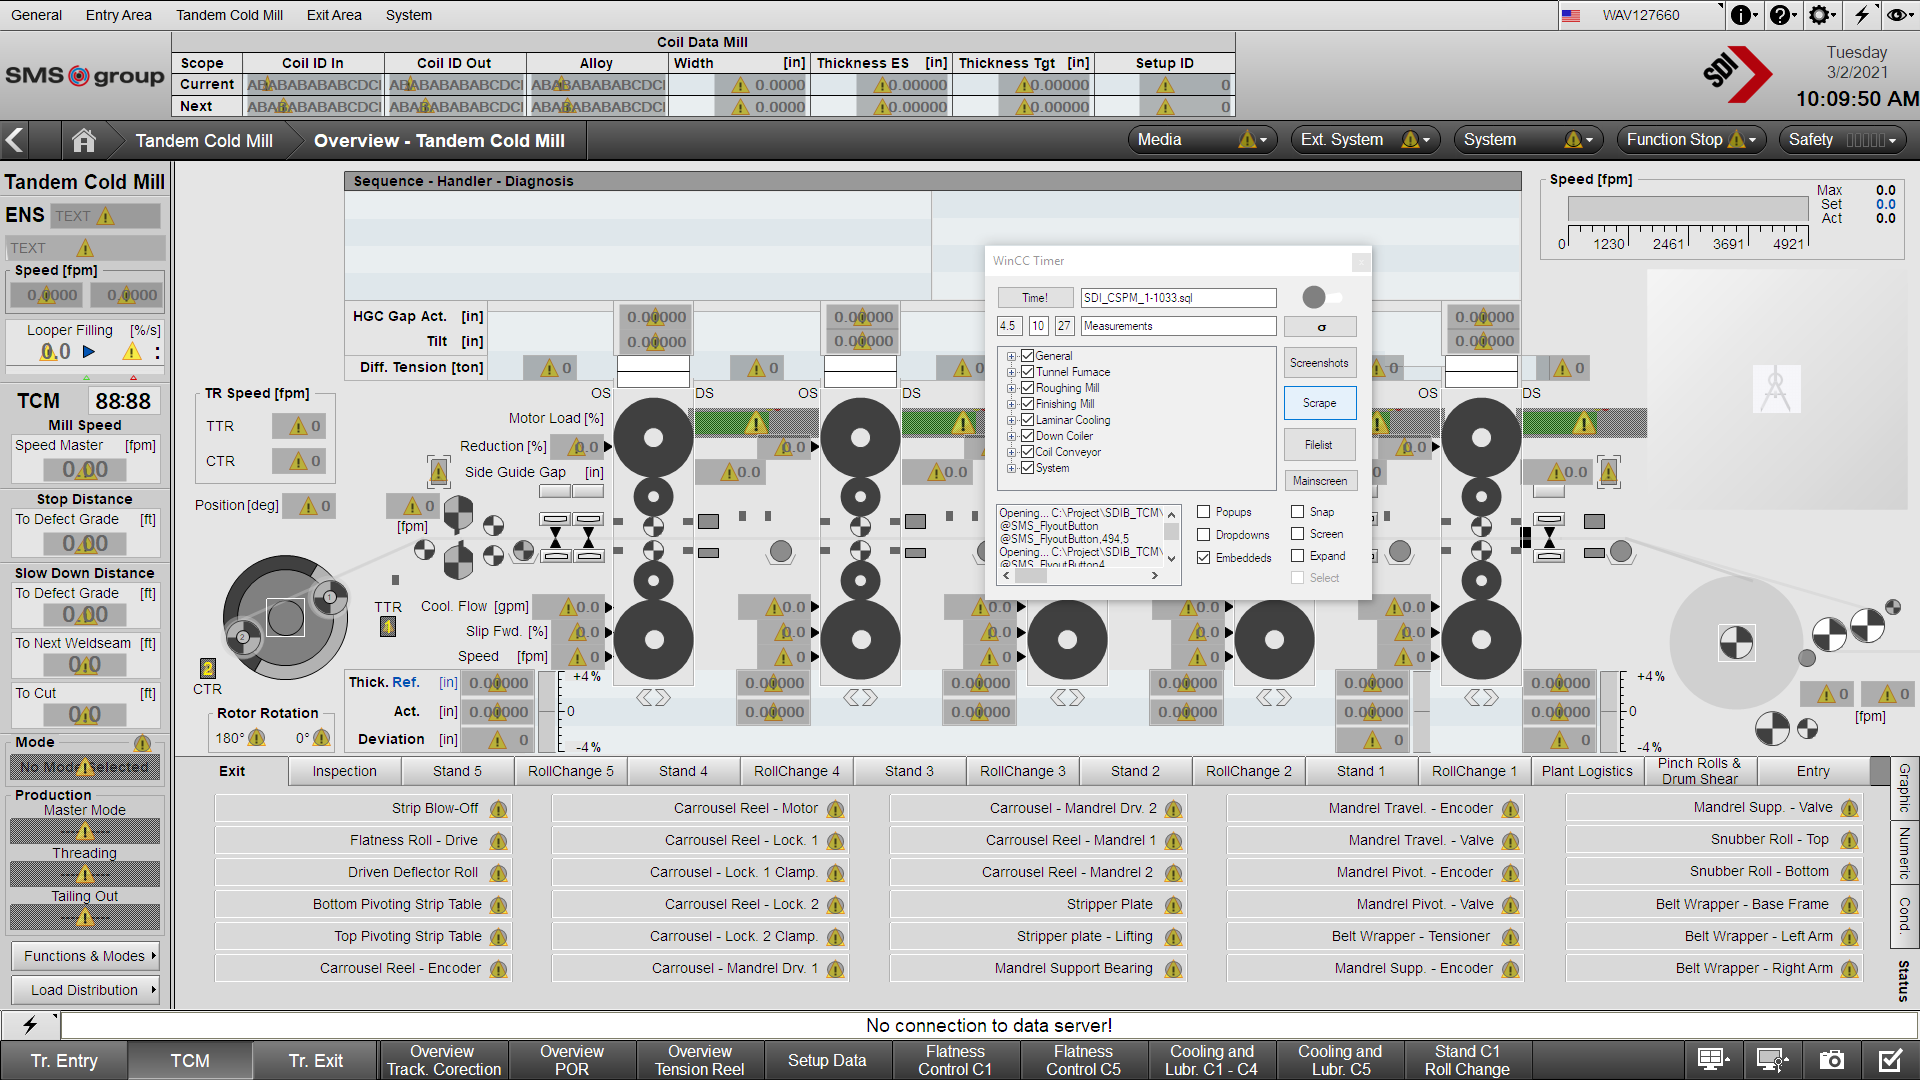 General Entry Area Tandem Cold Mill Exit Area System
WAV127660
SMS group
Coil Data Mill
Scope Coil ID In Coil ID Out Alloy Width [in] Thickness ES [in] Thickness Tgt [in] Setup ID
Current 0.0000 0.00000 0.00000 0
Next 0.0000 0.00000 0.00000 0
SDI
Tuesday
3/2/2021
10:09:50 AM
Tandem Cold Mill Overview - Tandem Cold Mill
Media Ext. System System Function Stop Safety
Tandem Cold Mill
ENS TEXT
TEXT
Speed [fpm]
0.0000 0.0000
Looper Filling [%/s]
0.0 :
TCM 88:88
Mill Speed
Speed Master [fpm]
0.00
Stop Distance
To Defect Grade [ft]
0.00
Slow Down Distance
To Defect Grade [ft]
0.00
To Next Weldseam [ft]
0.0
To Cut [ft]
0.0
Mode
No Mode Selected
Production
Master Mode
Threading
Tailing Out
Functions & Modes
Load Distribution
Sequence - Handler - Diagnosis
HGC Gap Act. [in] 0.00000 0.00000 0.00000
Tilt [in] 0.00000 0.00000 0.00000
Diff. Tension [ton] 0 0 0 0 0
OS DS OS DS OS DS
Speed [fpm]
Max 0.0
Set 0.0
Act 0.0
0 1230 2461 3691 4921
TR Speed [fpm]
TTR 0
CTR 0
Position [deg] 0
0
[fpm]
Motor Load [%]
Reduction [%] 0.0 0.0 0.0
Side Guide Gap [in] 0.0 0.0 0.0
WinCC Timer
Time! SDI_CSPM_1-1033.sql
4.5 10 27 Measurements σ
General
Tunnel Furnace
Roughing Mill
Finishing Mill
Laminar Cooling
Down Coiler
Coil Conveyor
System
Screenshots
Scrape
Filelist
Mainscreen
Opening... C:\Project\SDIB_TCM\
@SMS_FlyoutButton
@SMS_FlyoutButton,494,5
Opening... C:\Project\SDIB_TCM\
@SMS_FlyoutButton4
Popups Snap
Dropdowns Screen
Embeddeds Expand
Select
TTR
1
2
CTR
1
2
Cool. Flow [gpm] 0.0 0.0 0.0 0.0 0.0
Slip Fwd. [%] 0.0 0.0 0.0 0.0 0.0
Speed [fpm] 0 0 0 0 0
Thick. Ref. [in] 0.00000 0.00000 0.00000 0.00000 0.00000 0.00000
Act. [in] 0.00000 0.00000 0.00000 0.00000 0.00000 0.00000
Deviation [in] 0 0 0
+4 % 0 -4 %
+4 % 0 -4 %
Rotor Rotation
180° 0°
0 0
[fpm]
Exit Inspection Stand 5 RollChange 5 Stand 4 RollChange 4 Stand 3 RollChange 3 Stand 2 RollChange 2 Stand 1 RollChange 1 Plant Logistics Pinch Rolls & Drum Shear Entry
Strip Blow-Off Carrousel Reel - Motor Carrousel - Mandrel Drv. 2 Mandrel Travel. - Encoder Mandrel Supp. - Valve
Flatness Roll - Drive Carrousel Reel - Lock. 1 Carrousel Reel - Mandrel 1 Mandrel Travel. - Valve Snubber Roll - Top
Driven Deflector Roll Carrousel - Lock. 1 Clamp. Carrousel Reel - Mandrel 2 Mandrel Pivot. - Encoder Snubber Roll - Bottom
Bottom Pivoting Strip Table Carrousel Reel - Lock. 2 Stripper Plate Mandrel Pivot. - Valve Belt Wrapper - Base Frame
Top Pivoting Strip Table Carrousel - Lock. 2 Clamp. Stripper plate - Lifting Belt Wrapper - Tensioner Belt Wrapper - Left Arm
Carrousel Reel - Encoder Carrousel - Mandrel Drv. 1 Mandrel Support Bearing Mandrel Supp. - Encoder Belt Wrapper - Right Arm
Graphic
Numeric
Cond.
Status
No connection to data server!
Tr. Entry TCM Tr. Exit Overview Track. Corection Overview POR Overview Tension Reel Setup Data Flatness Control C1 Flatness Control C5 Cooling and Lubr. C1 - C4 Cooling and Lubr. C5 Stand C1 Roll Change